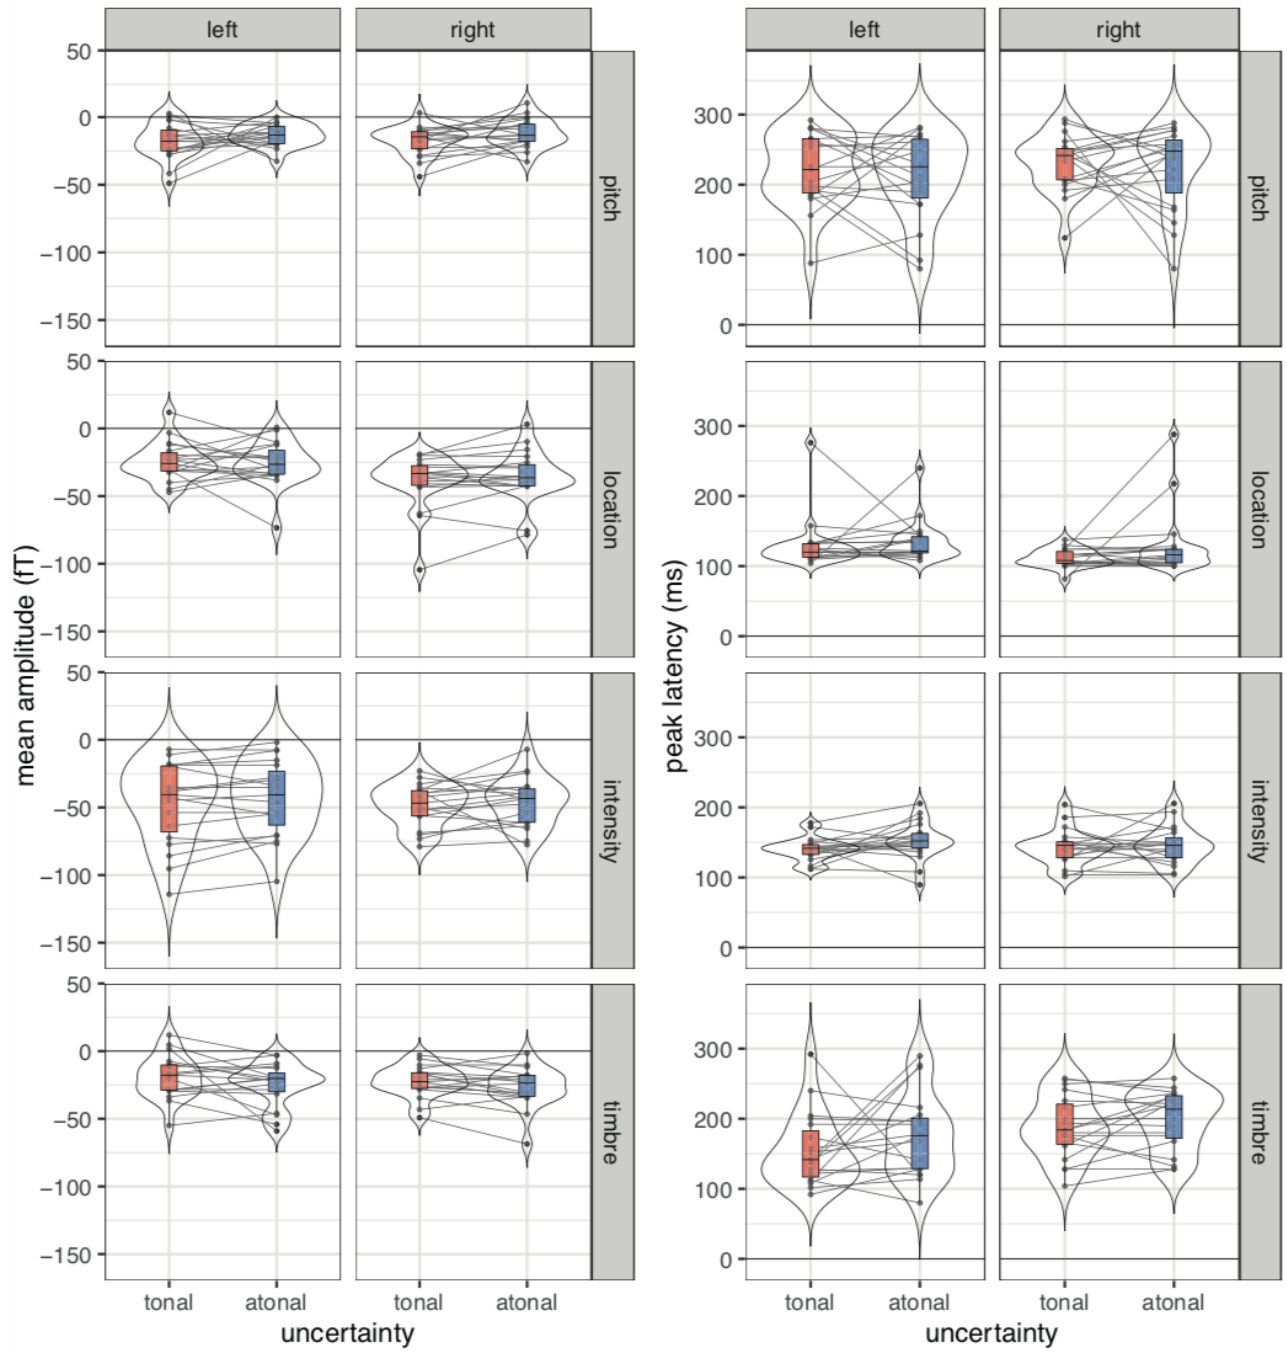 left right
50
0
−50
−100
−150
pitch
50
0
−50
−100
−150
location
50
0
−50
−100
−150
intensity
50
0
−50
−100
−150
timbre
mean amplitude (fT)
tonal atonal tonal atonal
uncertainty
left right
300
200
100
0
pitch
300
200
100
0
location
300
200
100
0
intensity
300
200
100
0
timbre
peak latency (ms)
tonal atonal tonal atonal
uncertainty